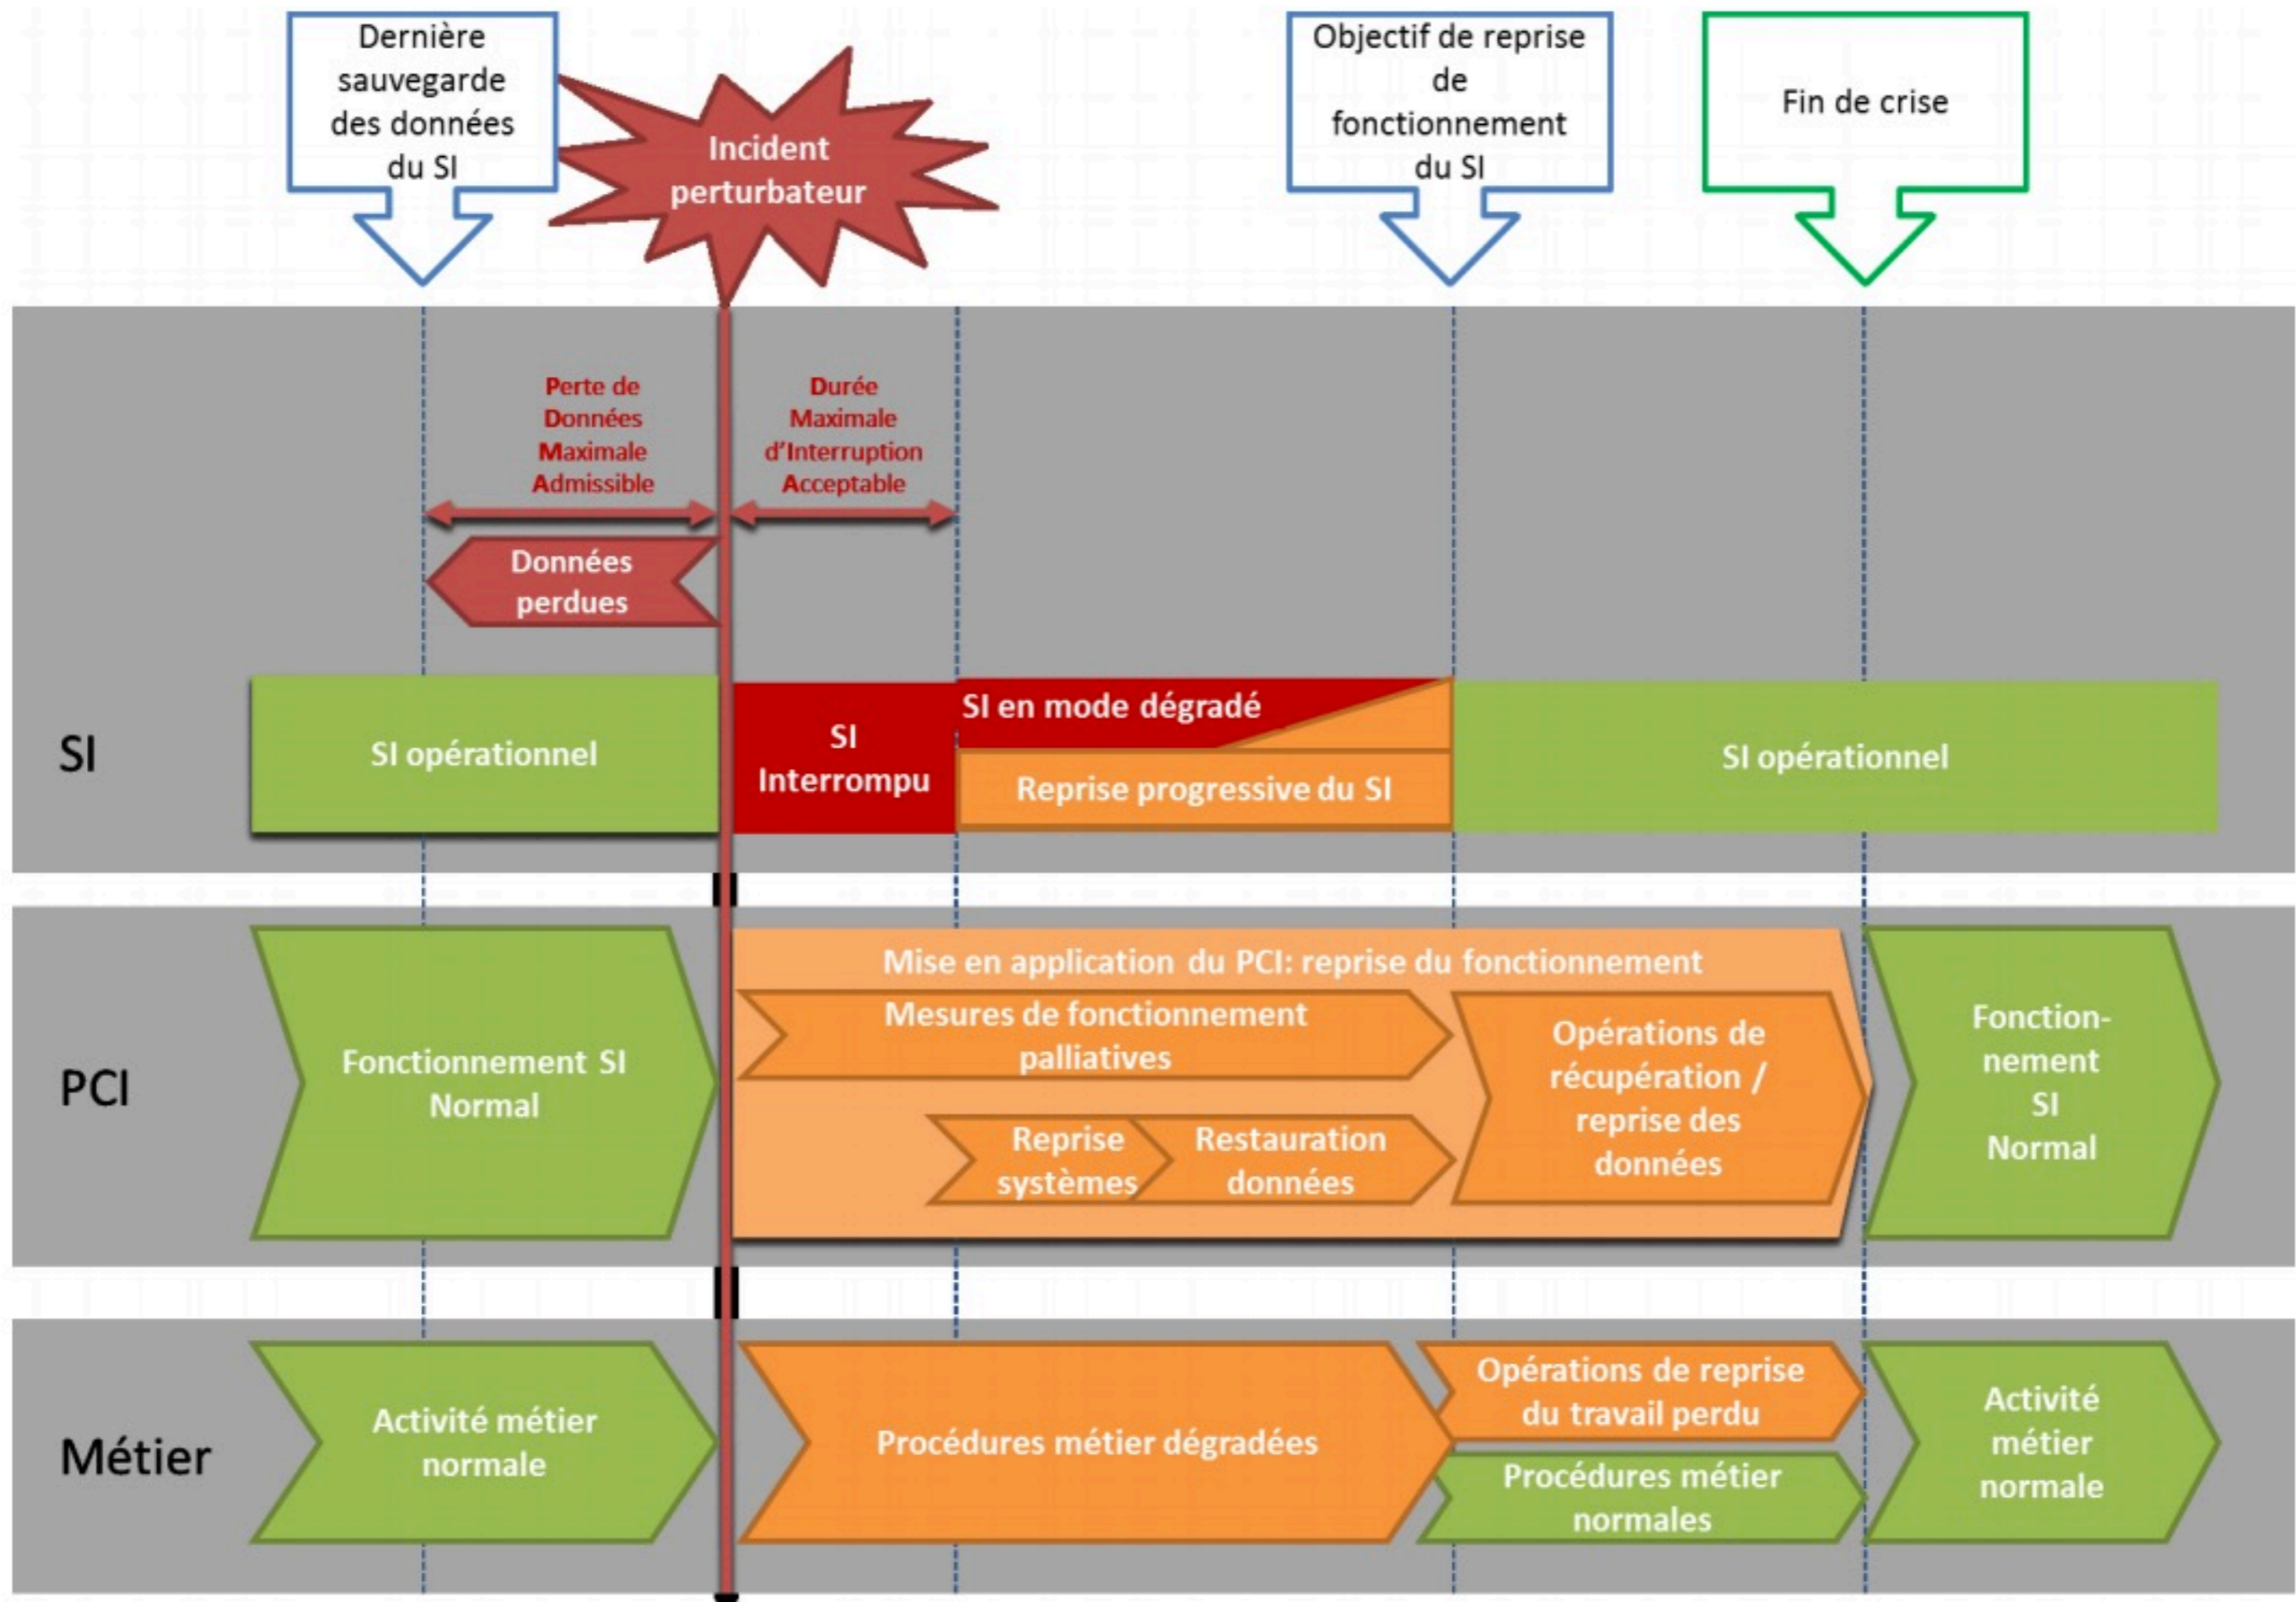 Dernière
sauvegarde
des données
du SI
Incident
perturbateur
Objectif de reprise
de
fonctionnement
du SI
Fin de crise
Perte de
Données
Maximale
Admissible
Durée
Maximale
d'Interruption
Acceptable
Données
perdues
SI
SI opérationnel
SI
Interrompu
SI en mode dégradé
Reprise progressive du SI
SI opérationnel
PCI
Fonctionnement SI
Normal
Mise en application du PCI: reprise du fonctionnement
Mesures de fonctionnement
palliatives
Reprise
systèmes
Restauration
données
Opérations de
récupération /
reprise des
données
Fonction-
nement
SI
Normal
Métier
Activité métier
normale
Procédures métier dégradées
Opérations de reprise
du travail perdu
Procédures métier
normales
Activité
métier
normale